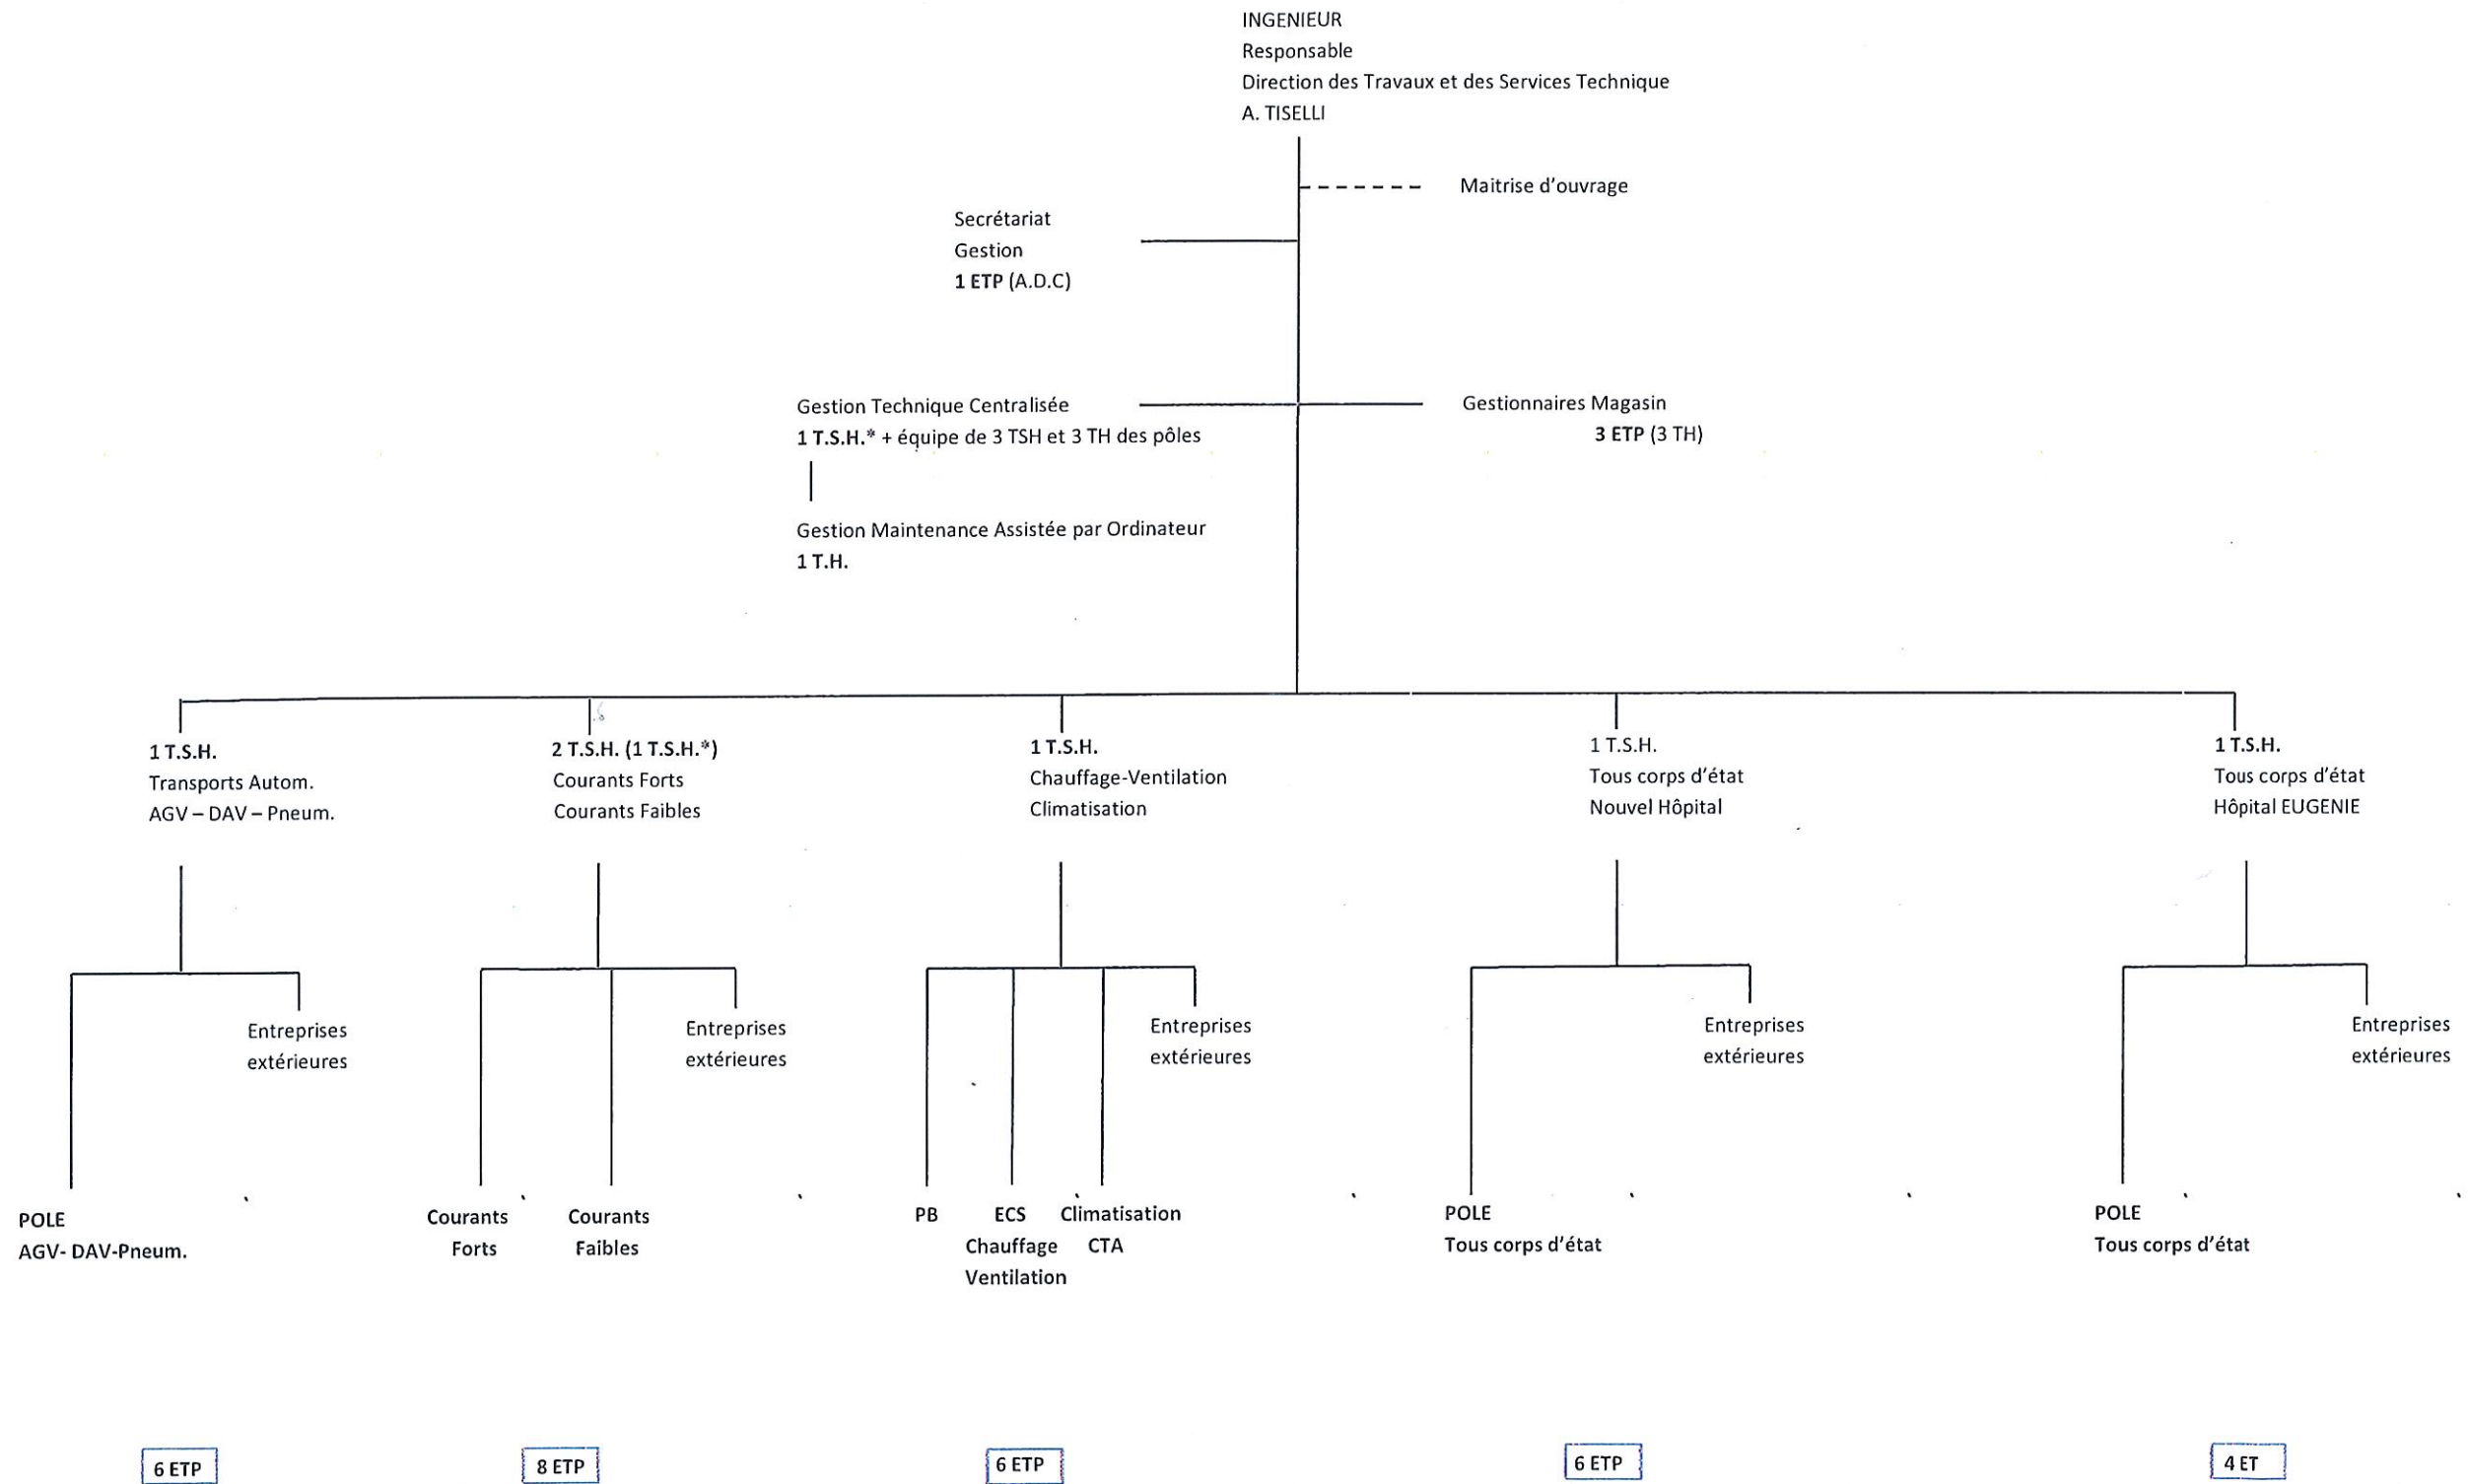 INGENIEUR
Responsable
Direction des Travaux et des Services Technique
A. TISELLI
Maitrise d'ouvrage
Secrétariat
Gestion
1 ETP (A.D.C)
Gestion Technique Centralisée
1 T.S.H.* + équipe de 3 TSH et 3 TH des pôles
Gestionnaires Magasin
3 ETP (3 TH)
Gestion Maintenance Assistée par Ordinateur
1 T.H.
1 T.S.H.
Transports Autom.
AGV – DAV – Pneum.
2 T.S.H. (1 T.S.H.*)
Courants Forts
Courants Faibles
1 T.S.H.
Chauffage-Ventilation
Climatisation
1 T.S.H.
Tous corps d'état
Nouvel Hôpital
1 T.S.H.
Tous corps d'état
Hôpital EUGENIE
Entreprises
extérieures
Entreprises
extérieures
Entreprises
extérieures
Entreprises
extérieures
Entreprises
extérieures
POLE
AGV- DAV-Pneum.
Courants
Forts
Courants
Faibles
PB
ECS
Chauffage
Ventilation
Climatisation
CTA
POLE
Tous corps d'état
POLE
Tous corps d'état
6 ETP
8 ETP
6 ETP
6 ETP
4 ET